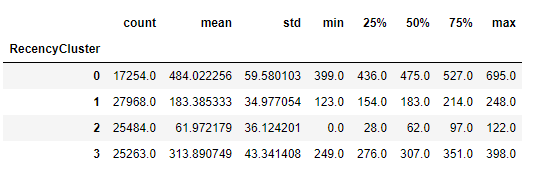 count mean std min 25% 50% 75% max
RecencyCluster
0 17254.0 484.022256 59.580103 399.0 436.0 475.0 527.0 695.0
1 27968.0 183.385333 34.977054 123.0 154.0 183.0 214.0 248.0
2 25484.0 61.972179 36.124201 0.0 28.0 62.0 97.0 122.0
3 25263.0 313.890749 43.341408 249.0 276.0 307.0 351.0 398.0